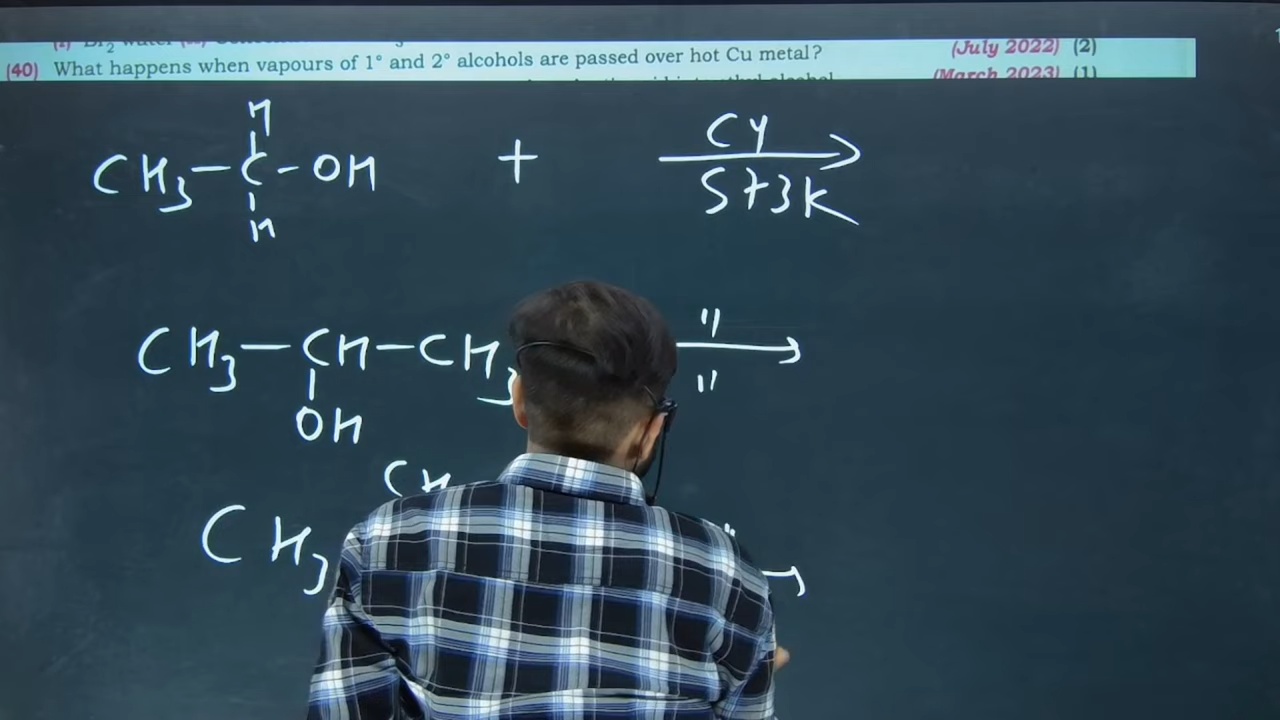 (40) What happens when vapours of 1° and 2° alcohols are passed over hot Cu metal? (July 2022) (2)
(March 2023) (1)
H
CH3-C-OH + Cu
H
573K
CH3-CH-CH3 "
OH "
CH
CH3 "